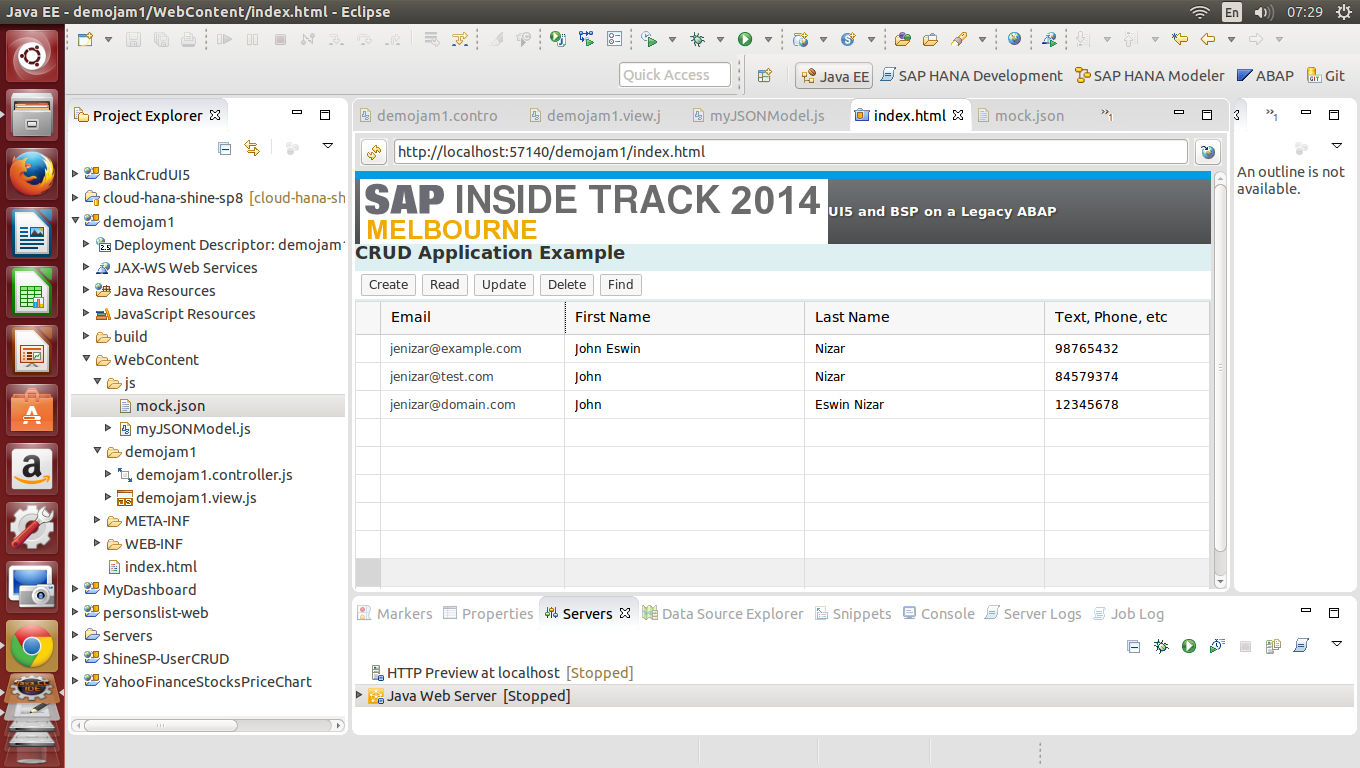 Java EE - demojam1/WebContent/index.html - Eclipse
En
07:29
Quick Access
Java EE
SAP HANA Development
SAP HANA Modeler
ABAP
Git
Project Explorer
BankCrudUI5
cloud-hana-shine-sp8 [cloud-hana-sh
demojam1
Deployment Descriptor: demojam1
JAX-WS Web Services
Java Resources
JavaScript Resources
build
WebContent
js
mock.json
myJSONModel.js
demojam1
demojam1.controller.js
demojam1.view.js
META-INF
WEB-INF
index.html
MyDashboard
personslist-web
Servers
ShineSP-UserCRUD
YahooFinanceStocksPriceChart
demojam1.contro
demojam1.view.j
myJSONModel.js
index.html
mock.json
»1
http://localhost:57140/demojam1/index.html
SAP INSIDE TRACK 2014
MELBOURNE
UI5 and BSP on a Legacy ABAP
CRUD Application Example
Create Read Update Delete Find
Email First Name Last Name Text, Phone, etc
jenizar@example.com John Eswin Nizar 98765432
jenizar@test.com John Nizar 84579374
jenizar@domain.com John Eswin Nizar 12345678
»1
An outline is not
available.
Markers
Properties
Servers
Data Source Explorer
Snippets
Console
Server Logs
Job Log
HTTP Preview at localhost [Stopped]
Java Web Server [Stopped]